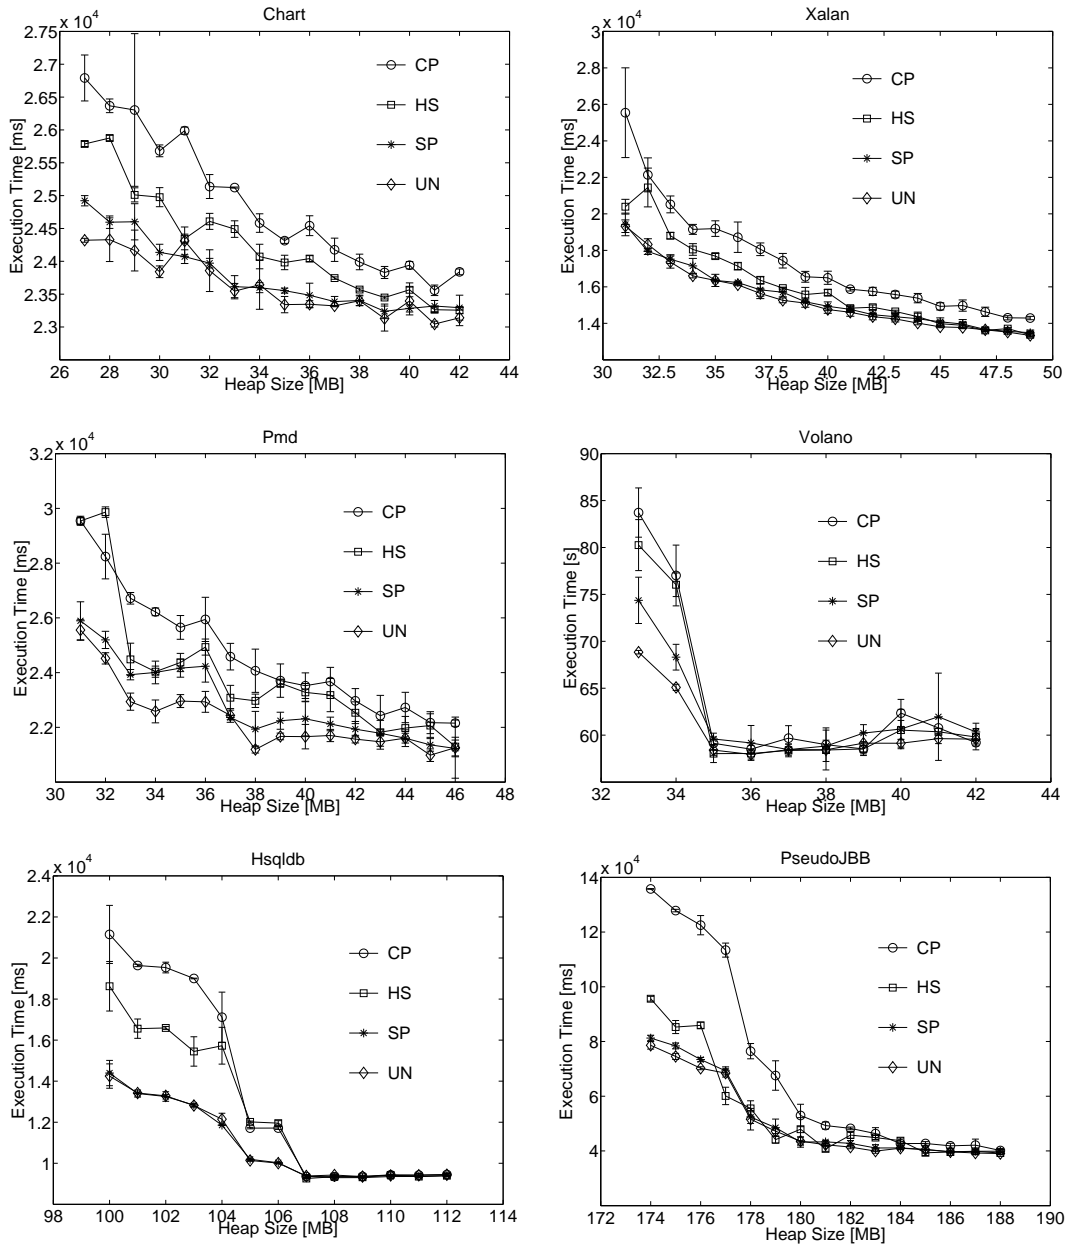 Chart
x 10^4
2.75
2.7
2.65
2.6
2.55
2.5
2.45
2.4
2.35
2.3
Execution Time [ms]
CP
HS
SP
UN
26 28 30 32 34 36 38 40 42 44
Heap Size [MB]
Xalan
x 10^4
3
2.8
2.6
2.4
2.2
2
1.8
1.6
1.4
Execution Time [ms]
CP
HS
SP
UN
30 32.5 35 37.5 40 42.5 45 47.5 50
Heap Size [MB]
Pmd
x 10^4
3.2
3
2.8
2.6
2.4
2.2
Execution Time [ms]
CP
HS
SP
UN
30 32 34 36 38 40 42 44 46 48
Heap Size [MB]
Volano
90
85
80
75
70
65
60
Execution Time [s]
CP
HS
SP
UN
32 34 36 38 40 42 44
Heap Size [MB]
Hsqldb
x 10^4
2.4
2.2
2
1.8
1.6
1.4
1.2
1
Execution Time [ms]
CP
HS
SP
UN
98 100 102 104 106 108 110 112 114
Heap Size [MB]
PseudoJBB
x 10^4
14
12
10
8
6
4
Execution Time [ms]
CP
HS
SP
UN
172 174 176 178 180 182 184 186 188 190
Heap Size [MB]